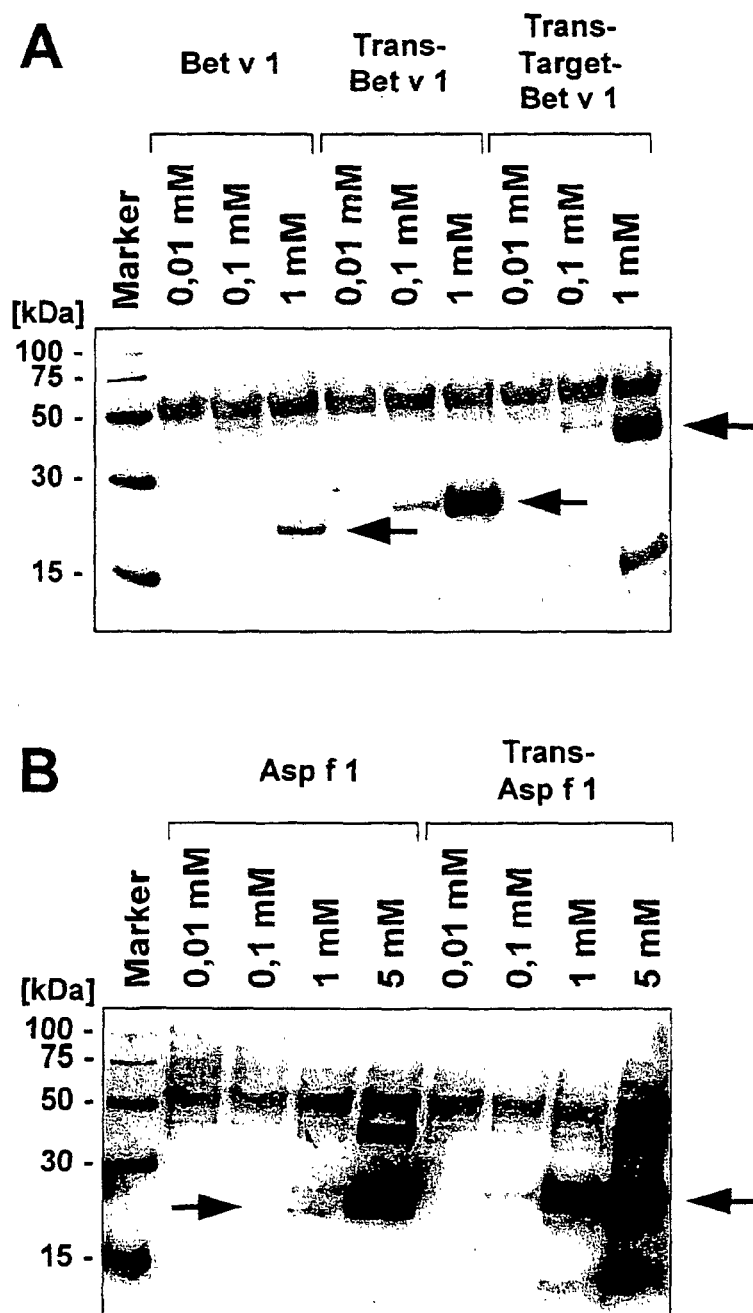 A
Bet v 1
Trans-
Bet v 1
Trans-
Target-
Bet v 1
Marker
0,01 mM
0,1 mM
1 mM
0,01 mM
0,1 mM
1 mM
0,01 mM
0,1 mM
1 mM
[kDa]
100 -
75 -
50 -
30 -
15 -
B
Asp f 1
Trans-
Asp f 1
Marker
0,01 mM
0,1 mM
1 mM
5 mM
0,01 mM
0,1 mM
1 mM
5 mM
[kDa]
100 -
75 -
50 -
30 -
15 -